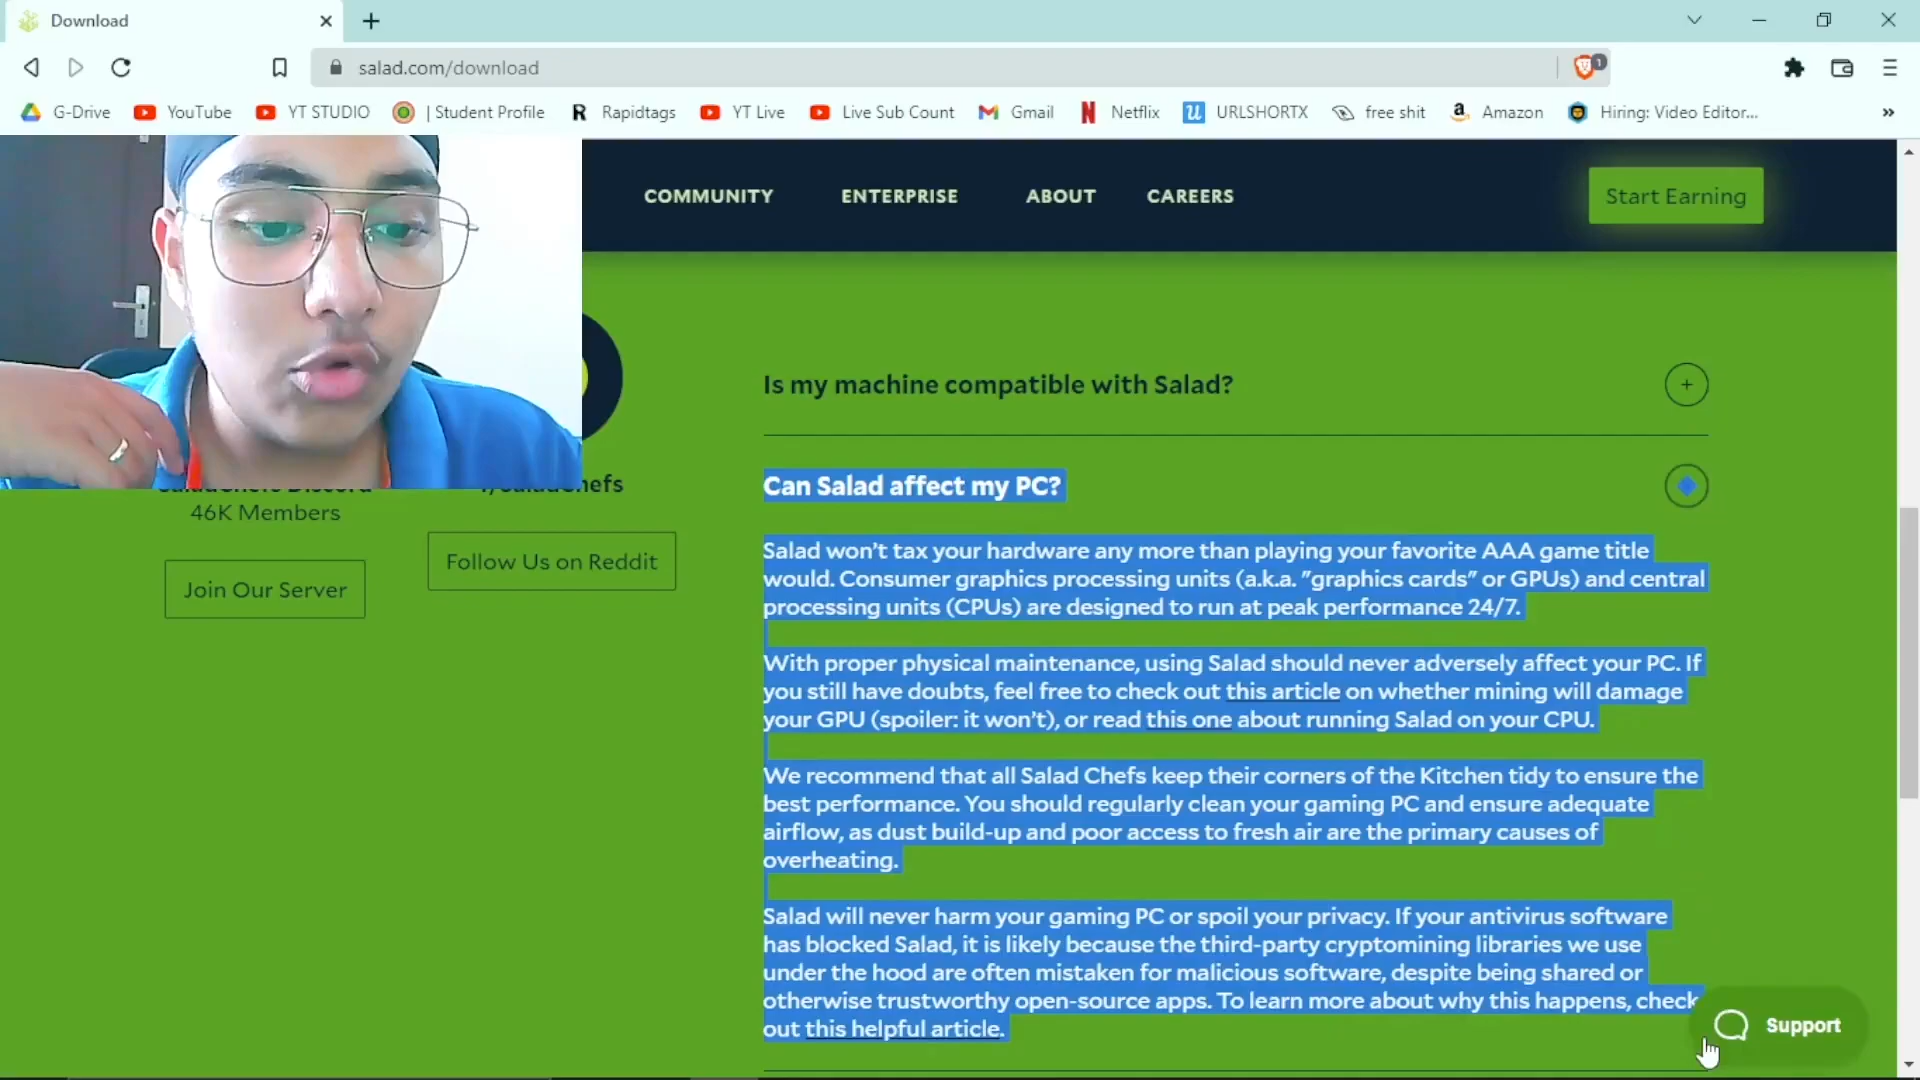 Download
salad.com/download
1
G-Drive
YouTube
YT STUDIO
| Student Profile
Rapidtags
YT Live
Live Sub Count
Gmail
Netflix
URLSHORTX
free shit
Amazon
Hiring: Video Editor...
COMMUNITY
ENTERPRISE
ABOUT
CAREERS
Start Earning
46K Members
Join Our Server
Follow Us on Reddit
Is my machine compatible with Salad?
Can Salad affect my PC?
Salad won't tax your hardware any more than playing your favorite AAA game title
would. Consumer graphics processing units (a.k.a. "graphics cards" or GPUs) and central
processing units (CPUs) are designed to run at peak performance 24/7.
With proper physical maintenance, using Salad should never adversely affect your PC. If
you still have doubts, feel free to check out this article on whether mining will damage
your GPU (spoiler: it won't), or read this one about running Salad on your CPU.
We recommend that all Salad Chefs keep their corners of the Kitchen tidy to ensure the
best performance. You should regularly clean your gaming PC and ensure adequate
airflow, as dust build-up and poor access to fresh air are the primary causes of
overheating.
Salad will never harm your gaming PC or spoil your privacy. If your antivirus software
has blocked Salad, it is likely because the third-party cryptomining libraries we use
under the hood are often mistaken for malicious software, despite being shared or
otherwise trustworthy open-source apps. To learn more about why this happens, check
out this helpful article.
Support